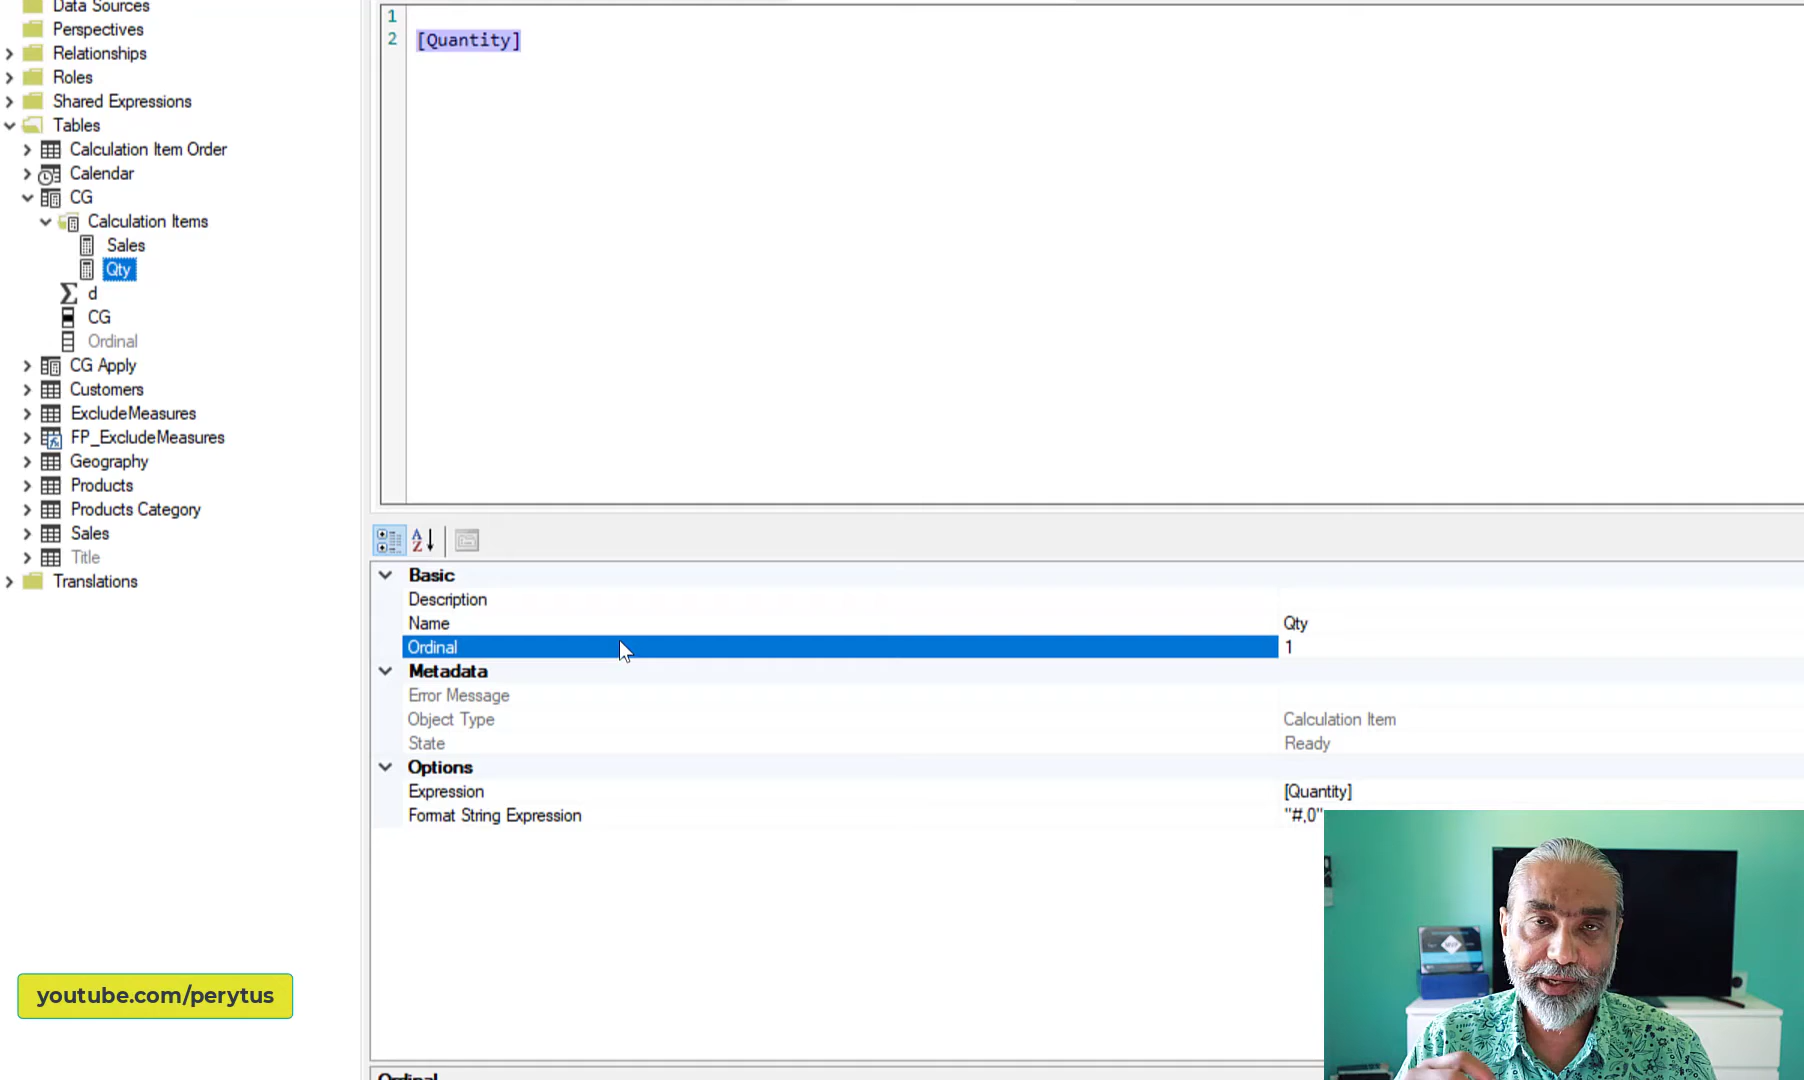 Data Sources
Perspectives
Relationships
Roles
Shared Expressions
Tables
Calculation Item Order
Calendar
CG
Calculation Items
Sales
Qty
d
CG
Ordinal
CG Apply
Customers
ExcludeMeasures
FP_ExcludeMeasures
Geography
Products
Products Category
Sales
Title
Translations
1
2 [Quantity]
Basic
Description
Name Qty
Ordinal 1
Metadata
Error Message
Object Type Calculation Item
State Ready
Options
Expression [Quantity]
Format String Expression "#,0"
Ordinal
youtube.com/perytus